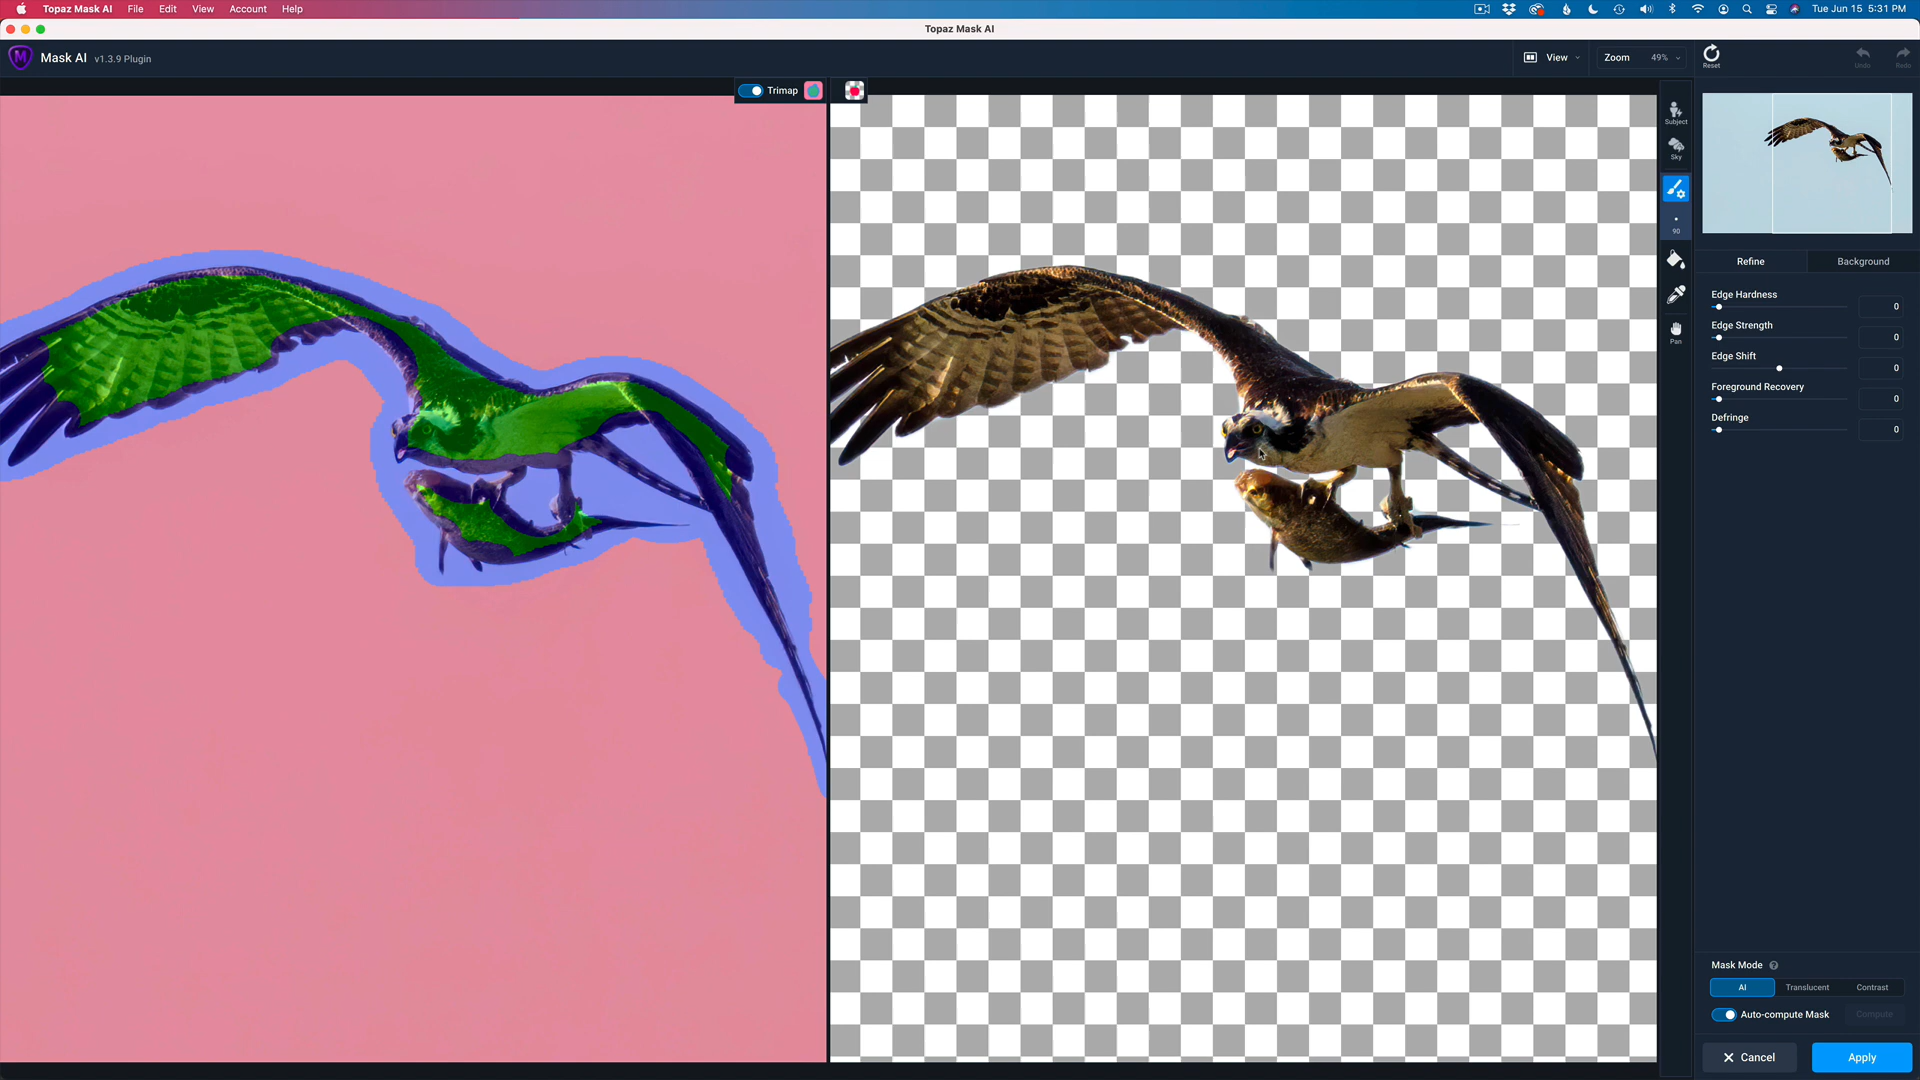 Topaz Mask AI File Edit View Account Help Tue Jun 15 5:31 PM
Topaz Mask AI
Mask AI v1.3.9 Plugin View Zoom 49% Reset Undo Redo
Trimap
Subject
Sky
90
Pan
Refine Background
Edge Hardness
0
Edge Strength
0
Edge Shift
0
Foreground Recovery
0
Defringe
0
Mask Mode ?
AI Translucent Contrast
Auto-compute Mask Compute
Cancel Apply